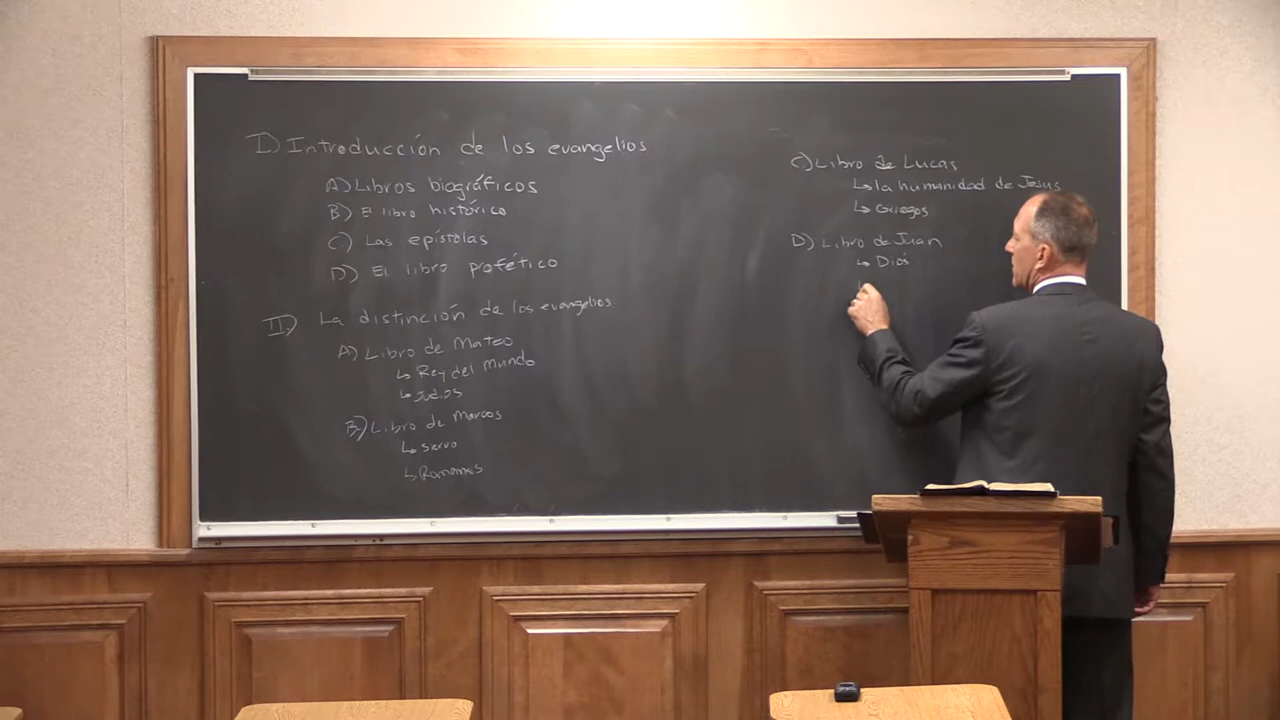 I) Introducción de los evangelios
A) Libros biográficos
B) El libro histórico
C.) Las epístolas
D) El libro profético
II.) La distinción de los evangelios
A) Libro de Mateo
↳ Rey del mundo
↳ Judíos
B.) Libro de Marcos
↳ siervo
↳ Romanos
C.) Libro de Lucas
↳ la humanidad de Jesus
↳ Griegos
D) Libro de Juan
↳ Dios